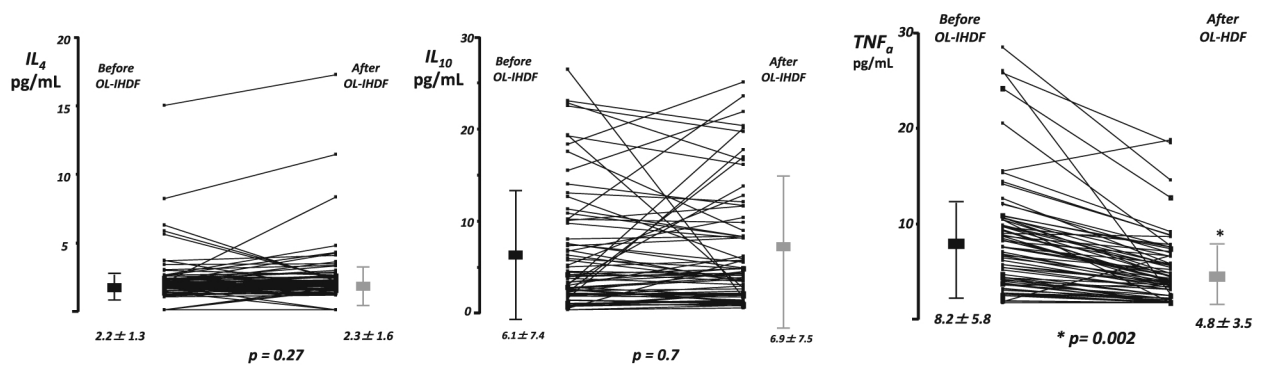 IL4
pg/mL
20
15
10
5
Before
OL-IHDF
After
OL-IHDF
2.2 ± 1.3
2.3 ± 1.6
p = 0.27
IL10
pg/mL
30
20
10
0
Before
OL-IHDF
After
OL-IHDF
6.1 ± 7.4
6.9 ± 7.5
p = 0.7
TNFα
pg/mL
30
20
10
Before
OL-IHDF
After
OL-HDF
*
8.2 ± 5.8
4.8 ± 3.5
* p= 0.002